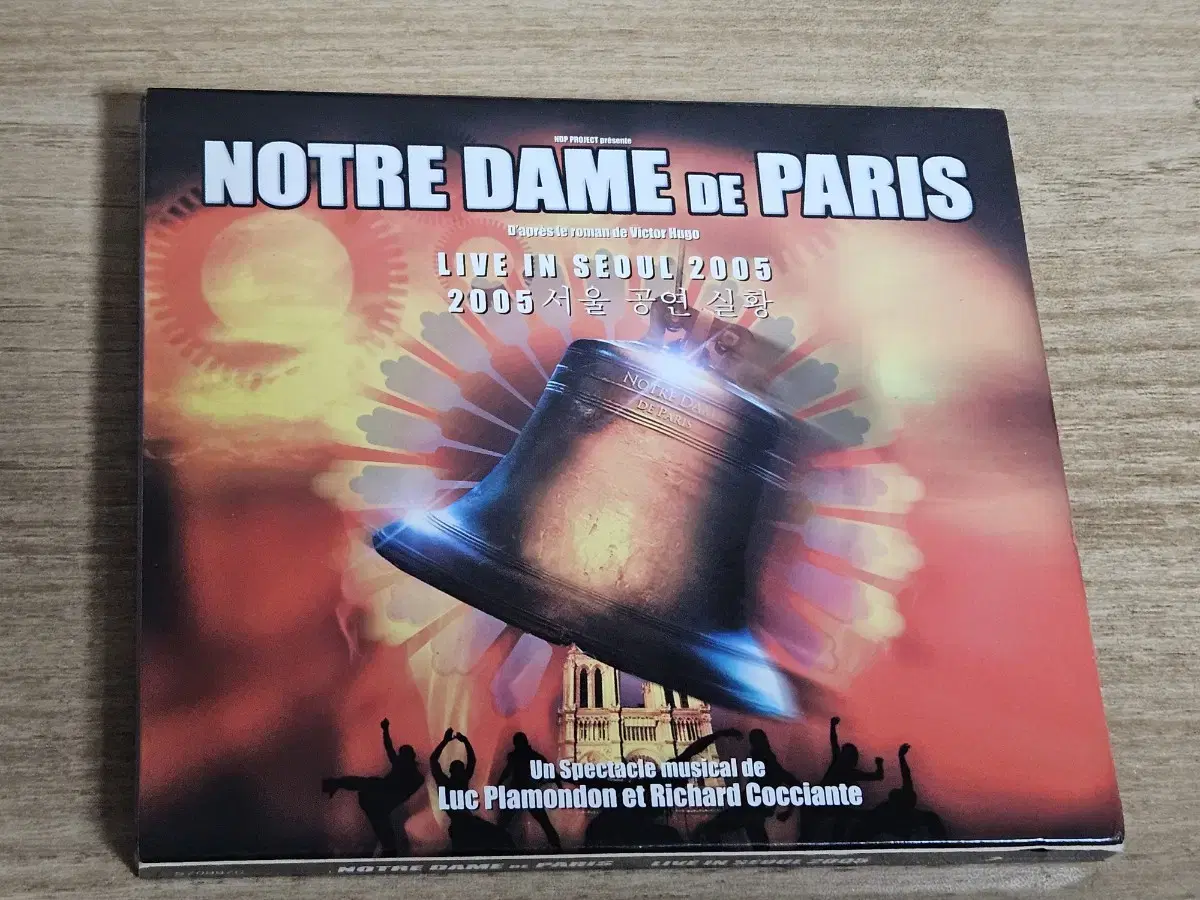 NDP PROJECT présente
NOTRE DAME DE PARIS
D'après le roman de Victor Hugo
LIVE IN SEOUL 2005
2005 서울 공연 실황
NOTRE DAME
DE PARIS
Un Spectacle musical de
Luc Plamondon et Richard Cocciante
NOTRE DAME DE PARIS LIVE IN SEOUL 2005